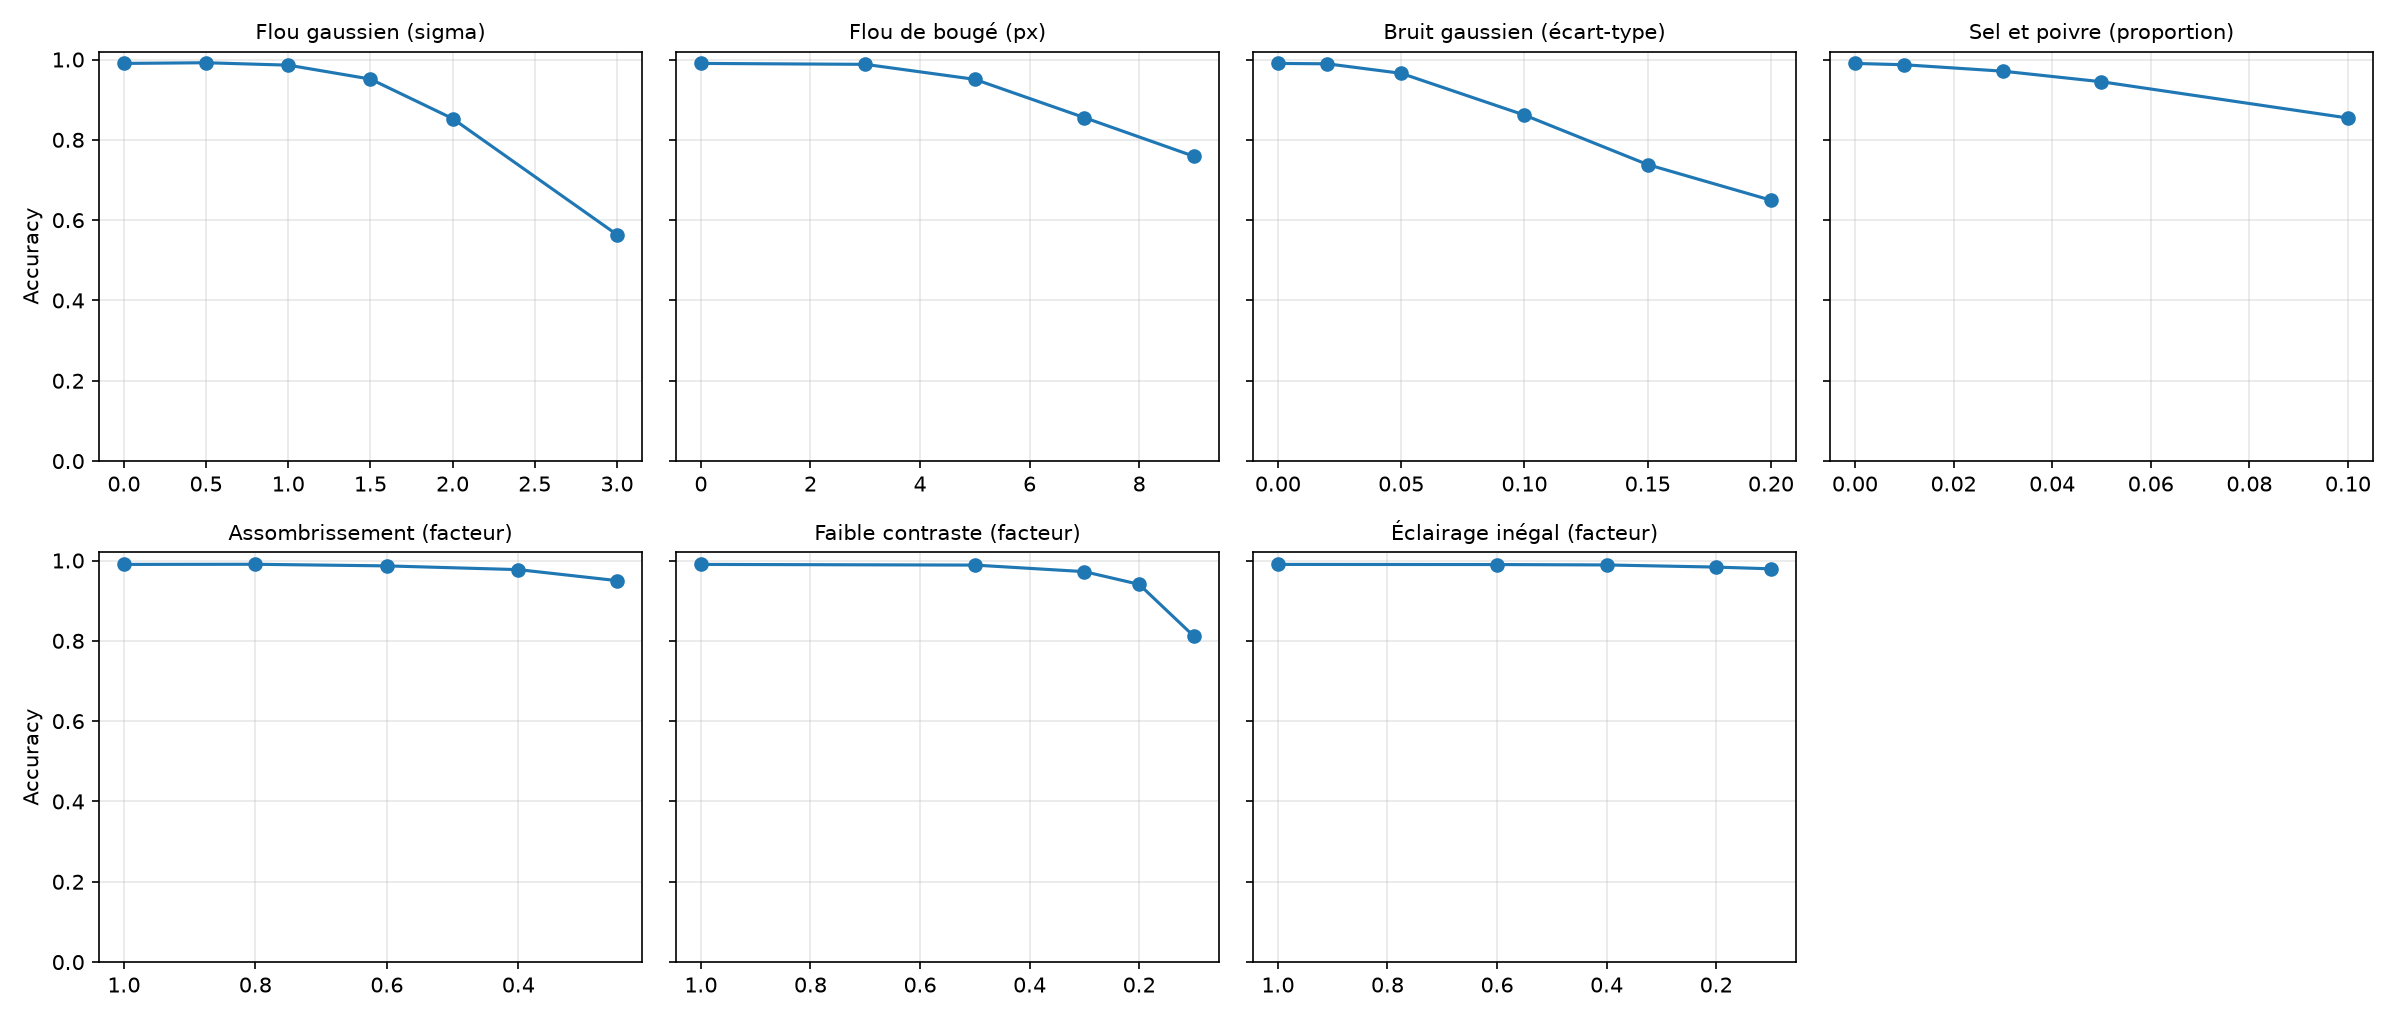 Flou gaussien (sigma)
Flou de bougé (px)
Bruit gaussien (écart-type)
Sel et poivre (proportion)
Accuracy
1.0
0.8
0.6
0.4
0.2
0.0
0.0 0.5 1.0 1.5 2.0 2.5 3.0
0 2 4 6 8
0.00 0.05 0.10 0.15 0.20
0.00 0.02 0.04 0.06 0.08 0.10
Assombrissement (facteur)
Faible contraste (facteur)
Éclairage inégal (facteur)
Accuracy
1.0
0.8
0.6
0.4
0.2
0.0
1.0 0.8 0.6 0.4
1.0 0.8 0.6 0.4 0.2
1.0 0.8 0.6 0.4 0.2